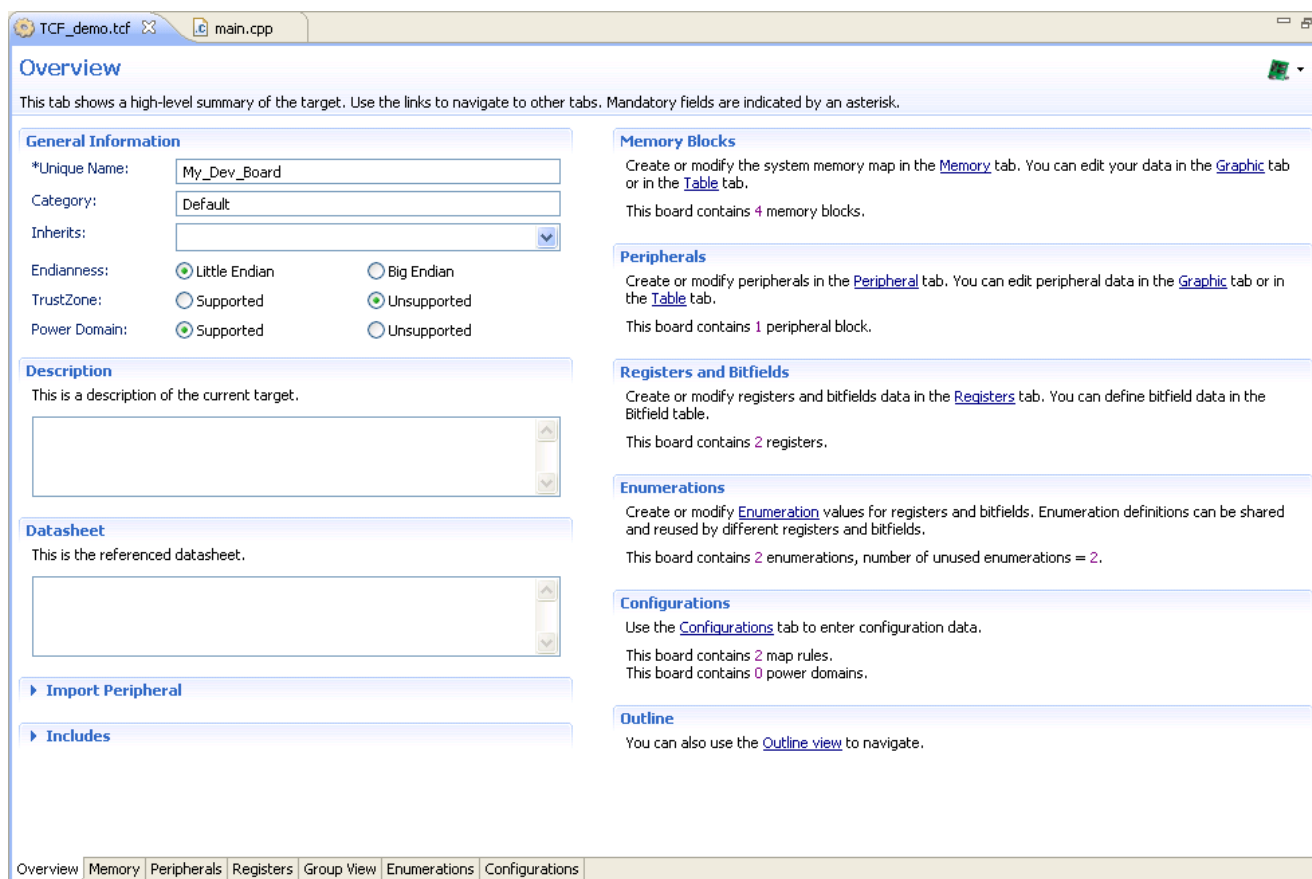 TCF_demo.tcf
main.cpp
Overview
This tab shows a high-level summary of the target. Use the links to navigate to other tabs. Mandatory fields are indicated by an asterisk.
General Information
*Unique Name: My_Dev_Board
Category: Default
Inherits:
Endianness: Little Endian Big Endian
TrustZone: Supported Unsupported
Power Domain: Supported Unsupported
Description
This is a description of the current target.
Datasheet
This is the referenced datasheet.
Import Peripheral
Includes
Memory Blocks
Create or modify the system memory map in the Memory tab. You can edit your data in the Graphic tab
or in the Table tab.
This board contains 4 memory blocks.
Peripherals
Create or modify peripherals in the Peripheral tab. You can edit peripheral data in the Graphic tab or in
the Table tab.
This board contains 1 peripheral block.
Registers and Bitfields
Create or modify registers and bitfields data in the Registers tab. You can define bitfield data in the
Bitfield table.
This board contains 2 registers.
Enumerations
Create or modify Enumeration values for registers and bitfields. Enumeration definitions can be shared
and reused by different registers and bitfields.
This board contains 2 enumerations, number of unused enumerations = 2.
Configurations
Use the Configurations tab to enter configuration data.
This board contains 2 map rules.
This board contains 0 power domains.
Outline
You can also use the Outline view to navigate.
Overview Memory Peripherals Registers Group View Enumerations Configurations